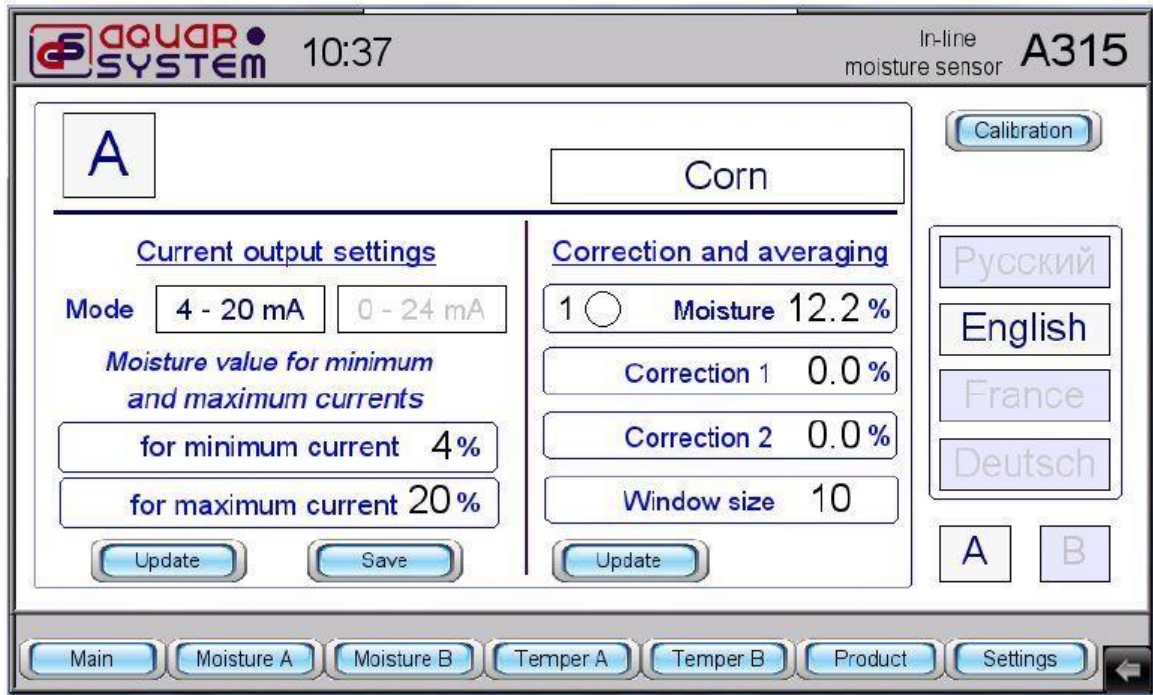 AQUAR SYSTEM 10:37 In-line moisture sensor A315
A
Corn
Calibration
Current output settings
Mode 4 - 20 mA 0 - 24 mA
Moisture value for minimum
and maximum currents
for minimum current 4%
for maximum current 20%
Update Save
Correction and averaging
1 Moisture 12.2 %
Correction 1 0.0 %
Correction 2 0.0 %
Window size 10
Update
Русский
English
France
Deutsch
A B
Main Moisture A Moisture B Temper A Temper B Product Settings